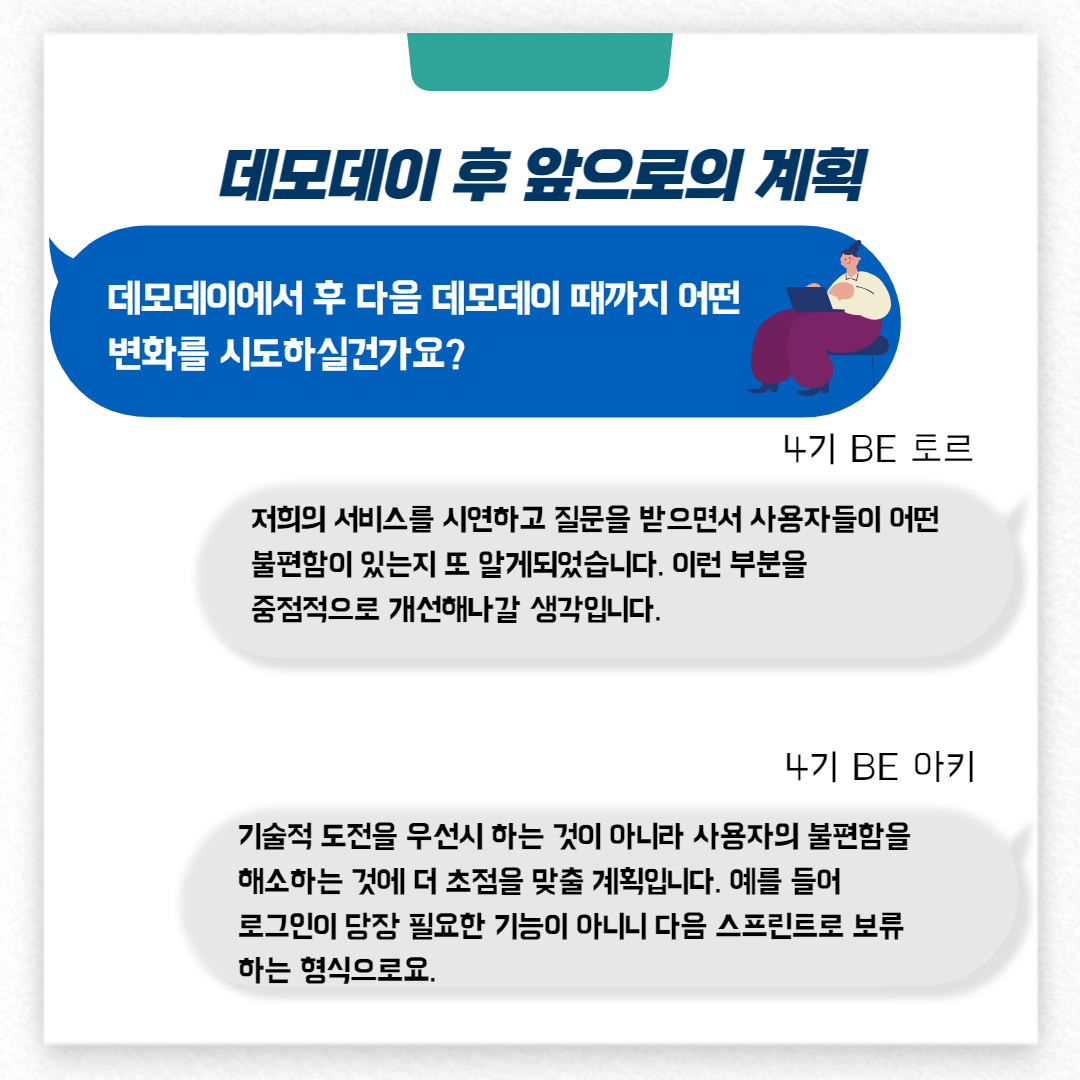 데모데이 후 앞으로의 계획
데모데이에서 후 다음 데모데이 때까지 어떤
변화를 시도하실건가요?
4기 BE 토르
저희의 서비스를 시연하고 질문을 받으면서 사용자들이 어떤
불편함이 있는지 또 알게되었습니다. 이런 부분을
중점적으로 개선해나갈 생각입니다.
4기 BE 아키
기술적 도전을 우선시 하는 것이 아니라 사용자의 불편함을
해소하는 것에 더 초점을 맞출 계획입니다. 예를 들어
로그인이 당장 필요한 기능이 아니니 다음 스프린트로 보류
하는 형식으로요.